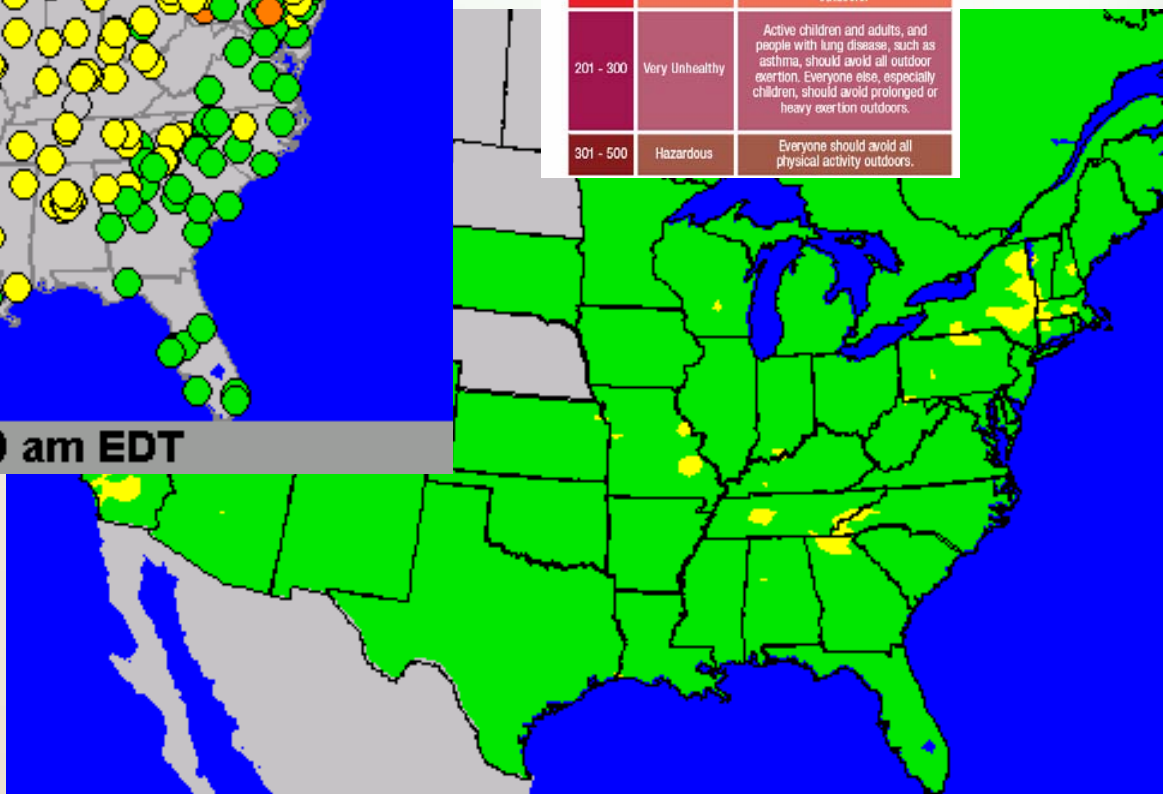 201 - 300
Very Unhealthy
Active children and adults, and
people with lung disease, such as
asthma, should avoid all outdoor
exertion. Everyone else, especially
children, should avoid prolonged or
heavy exertion outdoors.
301 - 500
Hazardous
Everyone should avoid all
physical activity outdoors.
am EDT